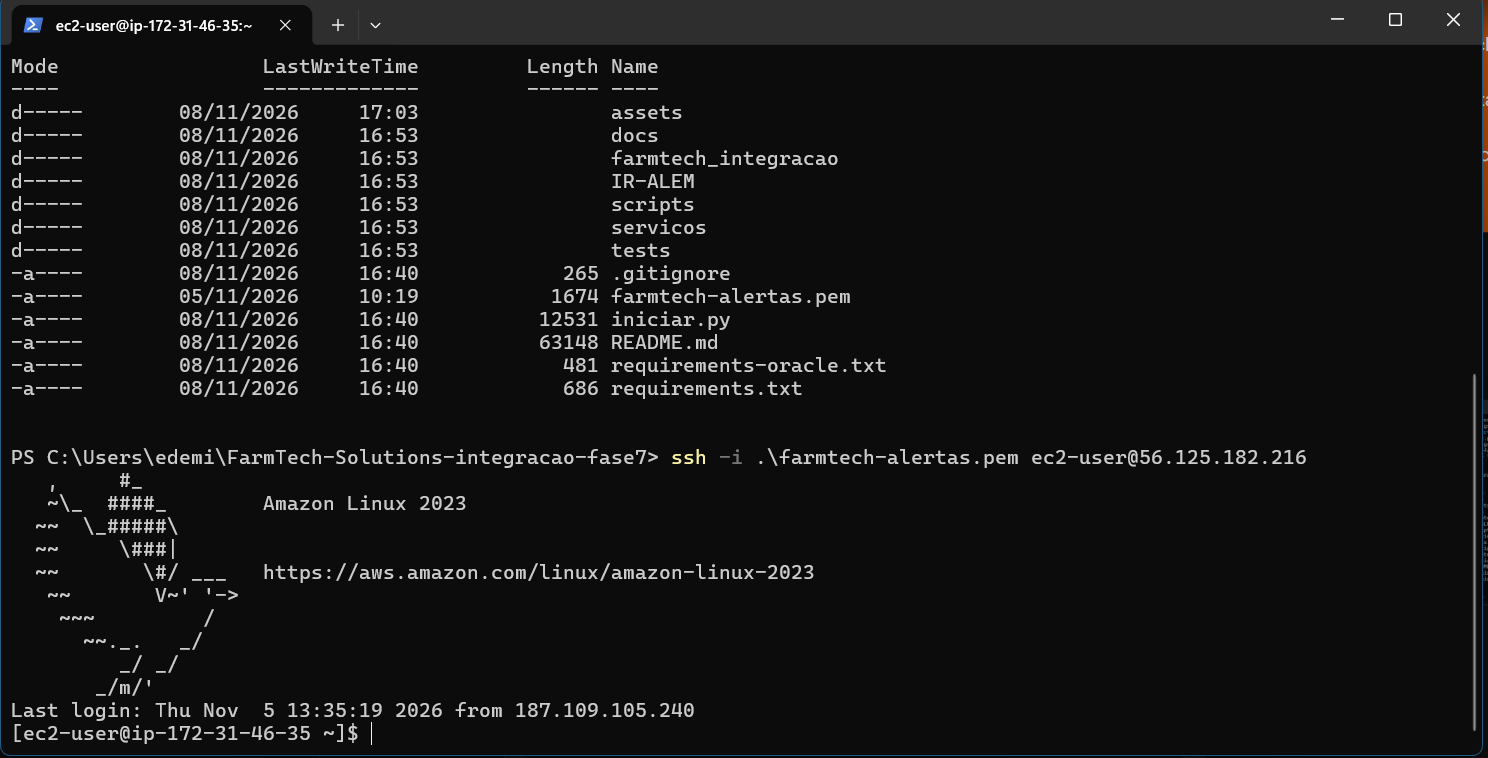 ec2-user@ip-172-31-46-35:~
Mode                 LastWriteTime         Length Name
----                 -------------         ------ ----
d-----        08/11/2026     17:03                assets
d-----        08/11/2026     16:53                docs
d-----        08/11/2026     16:53                farmtech_integracao
d-----        08/11/2026     16:53                IR-ALEM
d-----        08/11/2026     16:53                scripts
d-----        08/11/2026     16:53                servicos
d-----        08/11/2026     16:53                tests
-a----        08/11/2026     16:40            265 .gitignore
-a----        05/11/2026     10:19           1674 farmtech-alertas.pem
-a----        08/11/2026     16:40          12531 iniciar.py
-a----        08/11/2026     16:40          63148 README.md
-a----        08/11/2026     16:40            481 requirements-oracle.txt
-a----        08/11/2026     16:40            686 requirements.txt
PS C:\Users\edemi\FarmTech-Solutions-integracao-fase7> ssh -i .\farmtech-alertas.pem ec2-user@56.125.182.216
   ,     #_
   ~\_  ####_        Amazon Linux 2023
  ~~  \_#####\
  ~~     \###|
  ~~       \#/ ___   https://aws.amazon.com/linux/amazon-linux-2023
   ~~       V~' '->
    ~~~         /
      ~~._.   _/
         _/ _/
       _/m/'
Last login: Thu Nov  5 13:35:19 2026 from 187.109.105.240
[ec2-user@ip-172-31-46-35 ~]$